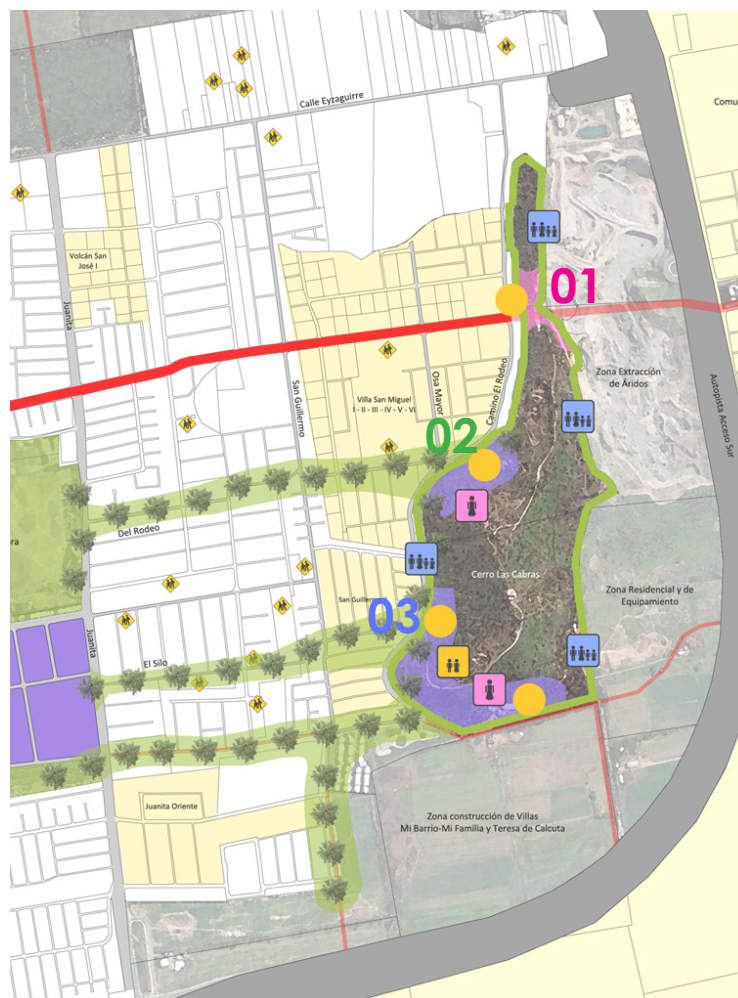 Calle Eyzaguirre
Comu
Volcán San
José I
01
Juanita
Zona Extracción
de Áridos
San Guillermo
Osa Mayor
Camino El Rodeo
Autopista Acceso Sur
Villa San Miguel
I - II - III - IV - V - Vi
02
Del Rodeo
ra
Cerro Las Cabras
Zona Residencial y de
Equipamiento
San Guillermo
03
Juanita
El Silo
Juanita Oriente
Zona construcción de Villas
Mi Barrio-Mi Familia y Teresa de Calcuta